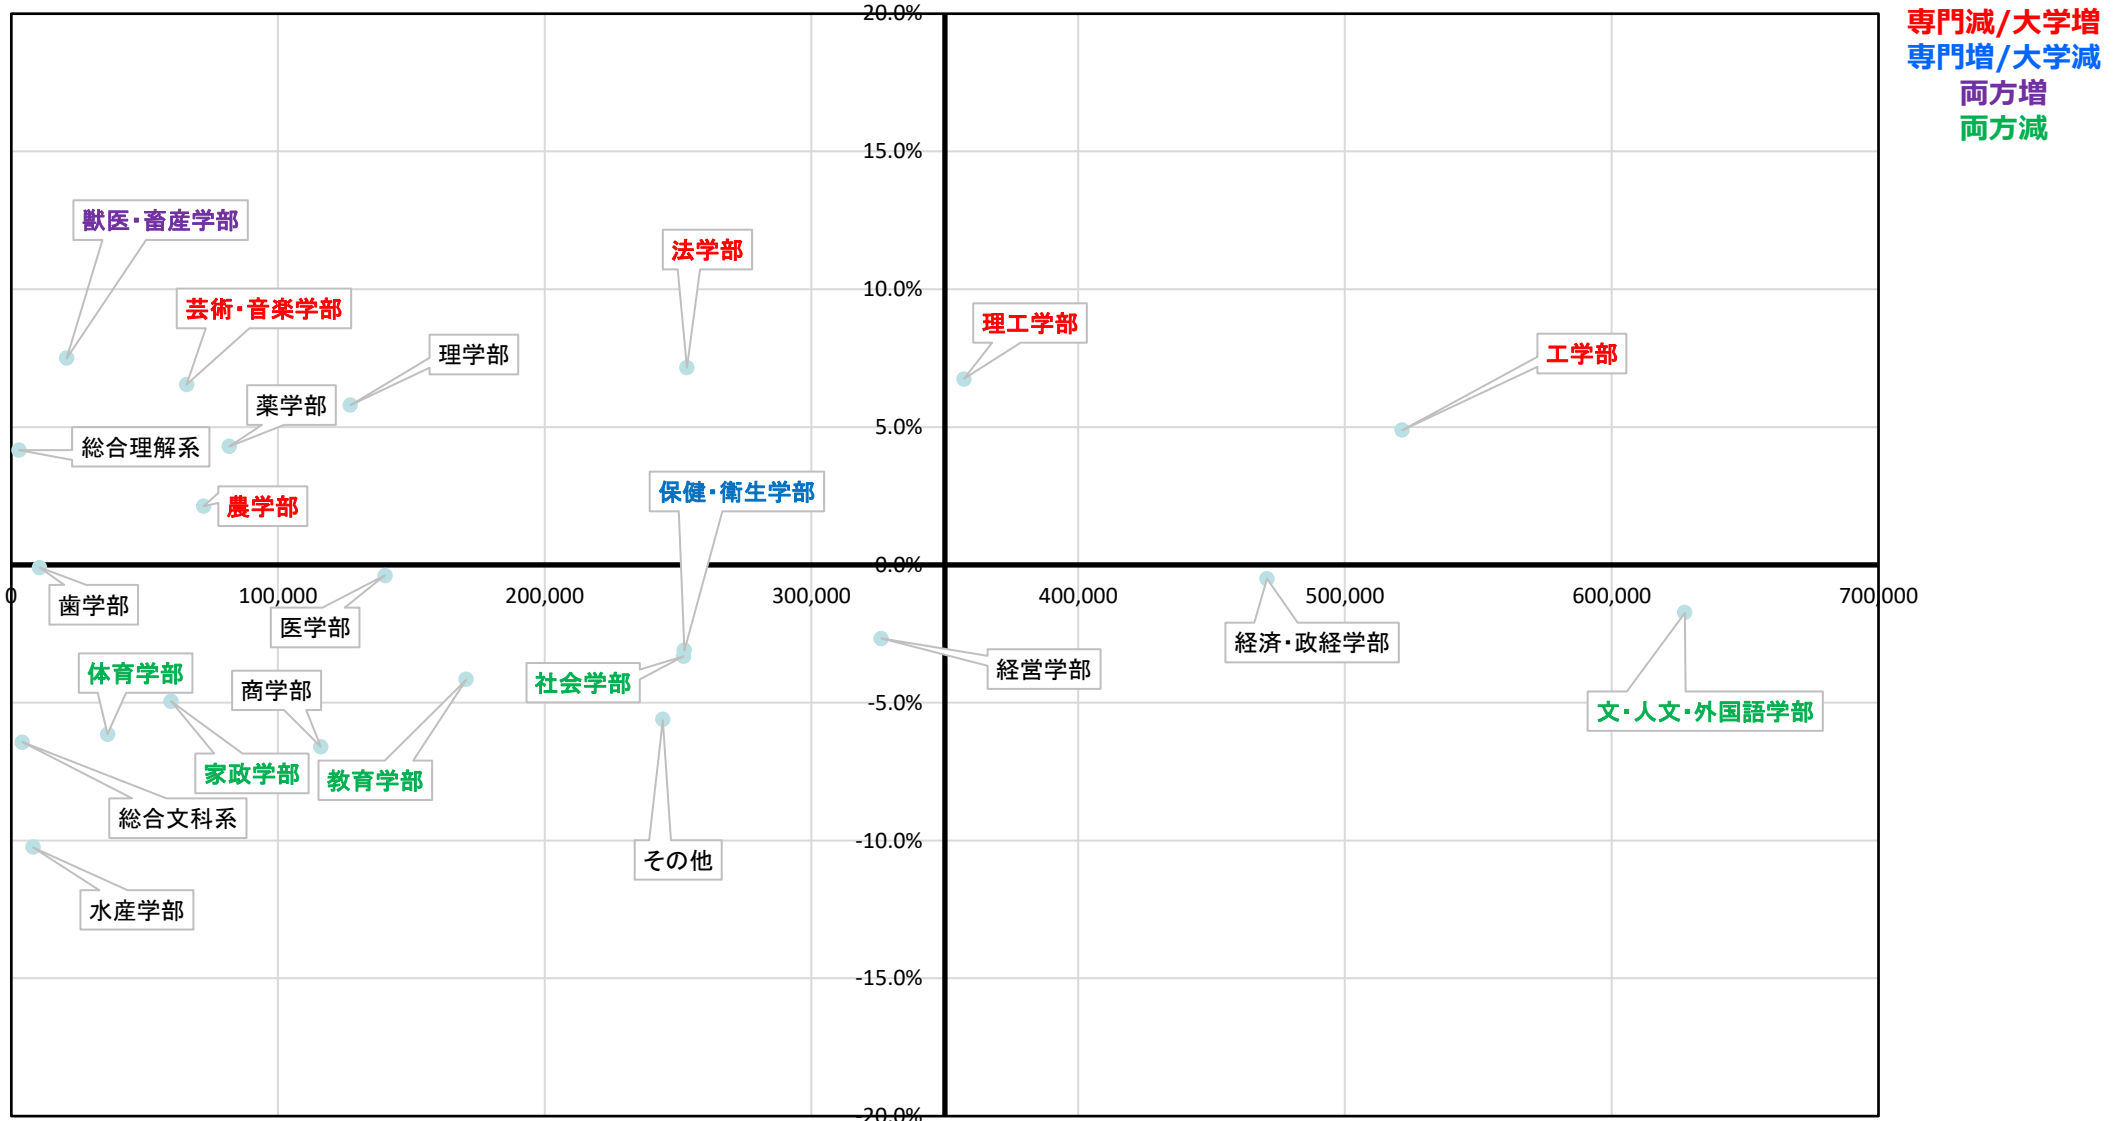 20.0%
専門減/大学増
専門増/大学減
両方増
両方減
15.0%
獣医・畜産学部
法学部
10.0%
芸術・音楽学部
理工学部
理学部
工学部
薬学部
5.0%
総合理解系
保健・衛生学部
農学部
0.0%
0
100,000
200,000
300,000
400,000
500,000
600,000
700,000
歯学部
医学部
経済・政経学部
経営学部
体育学部
商学部
社会学部
-5.0%
文・人文・外国語学部
家政学部
教育学部
総合文科系
-10.0%
その他
水産学部
-15.0%
-20.0%